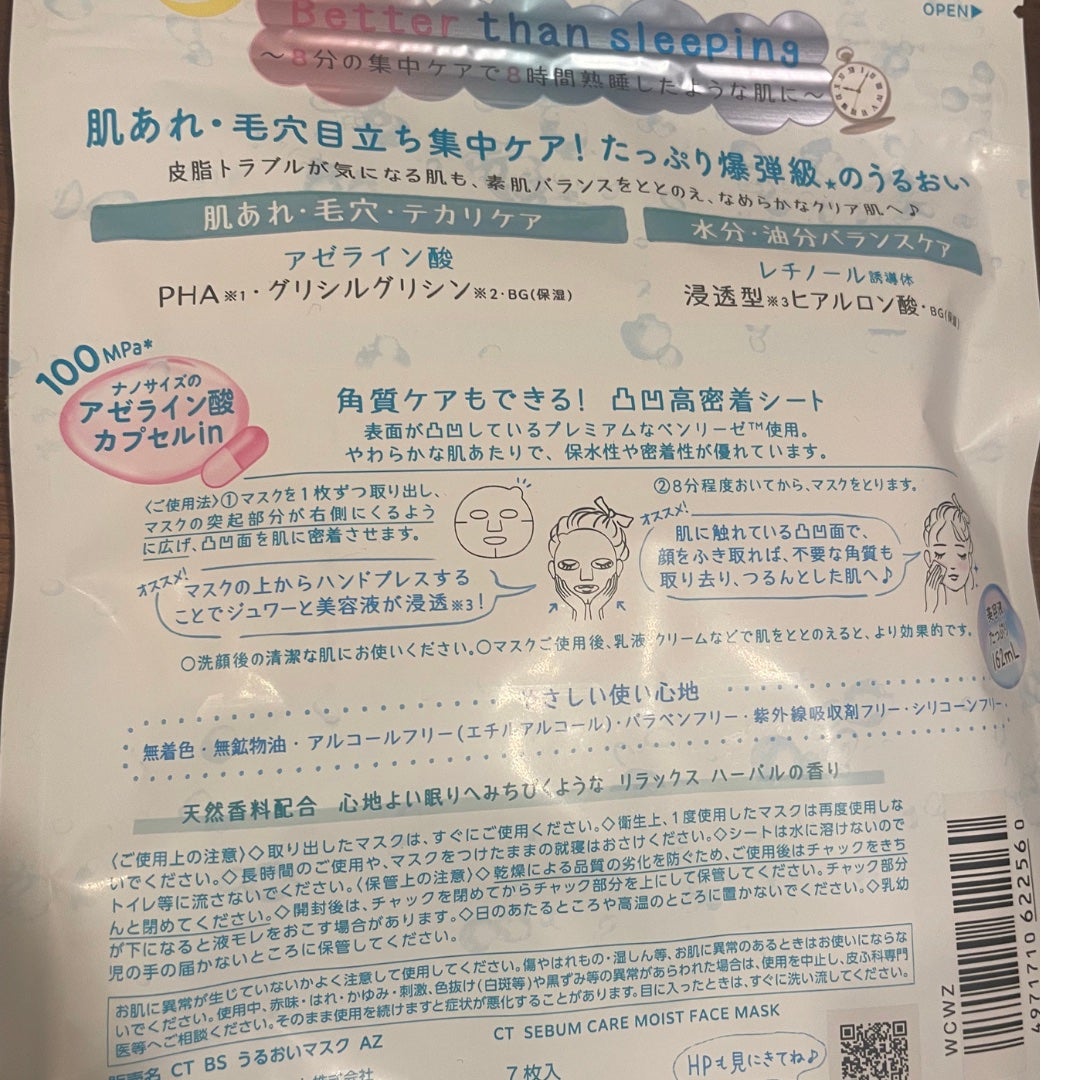 OPEN▶
Better than sleeping
〜8分の集中ケアで8時間熟睡したような肌に〜
肌あれ・毛穴目立ち集中ケア！たっぷり爆弾級★のうるおい
皮脂トラブルが気になる肌も、素肌バランスをととのえ、なめらかなクリア肌へ♪
肌あれ・毛穴・テカリケア
アゼライン酸
PHA※1・グリシルグリシン※2・BG(保湿)
水分・油分バランスケア
レチノール誘導体
浸透型※3ヒアルロン酸・BG(保湿)
100MPa*
ナノサイズの
アゼライン酸
カプセルin
角質ケアもできる！ 凸凹高密着シート
表面が凸凹しているプレミアムなベンリーゼ™使用。
やわらかな肌あたりで、保水性や密着性が優れています。
〈ご使用法〉①マスクを1枚ずつ取り出し、
マスクの突起部分が右側にくるよう
に広げ、凸凹面を肌に密着させます。
オススメ!
マスクの上からハンドプレスする
ことでジュワーと美容液が浸透※3！
②8分程度おいてから、マスクをとります。
オススメ!
肌に触れている凸凹面で、
顔をふき取れば、不要な角質も
取り去り、つるんとした肌へ♪
美容液
たっぷり
162mL
○洗顔後の清潔な肌にお使いください。○マスクご使用後、乳液 クリームなどで肌をととのえると、より効果的です。
やさしい使い心地
無着色・無鉱物油・アルコールフリー(エチルアルコール)・パラベンフリー・紫外線吸収剤フリー・シリコーンフリー
天然香料配合 心地よい眠りへみちびくような リラックス ハーバルの香り
〈ご使用上の注意〉◇取り出したマスクは、すぐにご使用ください。◇衛生上、1度使用したマスクは再度使用しな
いでください。◇長時間のご使用や、マスクをつけたままの就寝はおさけください。◇シートは水に溶けないので
トイレ等に流さないでください。〈保管上の注意〉◇乾燥による品質の劣化を防ぐため、ご使用後はチャックをきち
んと閉めてください。◇開封後は、チャックを閉めてからチャック部分を上にして保管してください。チャック部分
が下になると液モレをおこす場合があります。◇日のあたるところや高温のところに置かないでください。◇乳幼
児の手の届かないところに保管してください。
お肌に異常が生じていないかよく注意して使用してください。傷やはれもの・湿しん等、お肌に異常のあるときはお使いにならな
いでください。使用中、赤味・はれ・かゆみ・刺激、色抜け(白斑等)や黒ずみ等の異常があらわれた場合は、使用を中止し、皮ふ科専門
医等へご相談ください。そのまま使用を続けますと症状が悪化することがあります。目に入ったときは、すぐに洗い流してください。
販売名 CT BS うるおいマスク AZ
CT SEBUM CARE MOIST FACE MASK
株式会社
7枚入
HPも見にきてね♪
WCWZ
4971710622560